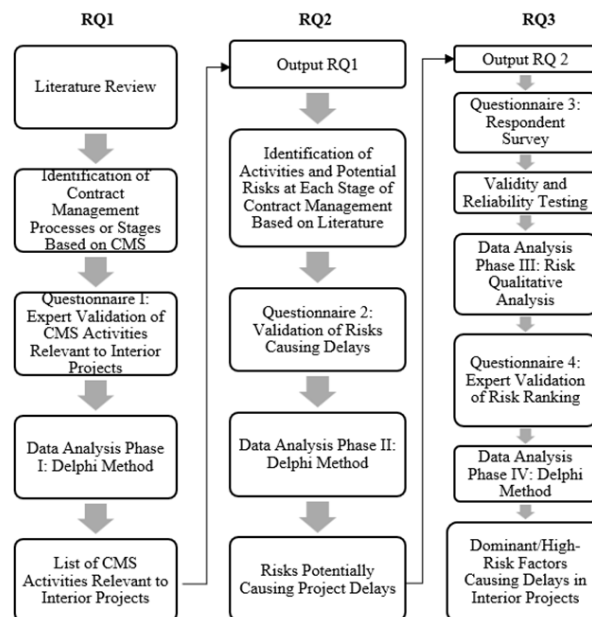 RQ1
Literature Review
Identification of
Contract
Management
Processes or Stages
Based on CMS
Questionnaire I:
Expert Validation of
CMS Activities
Relevant to Interior
Projects
Data Analysis Phase
I: Delphi Method
List of CMS
Activities Relevant to
Interior Projects
RQ2
Output RQ1
Identification of
Activities and Potential
Risks at Each Stage of
Contract Management
Based on Literature
Questionnaire 2:
Validation of Risks
Causing Delays
Data Analysis Phase II:
Delphi Method
Risks Potentially
Causing Project Delays
RQ3
Output RQ 2
Questionnaire 3:
Respondent
Survey
Validity and
Reliability Testing
Data Analysis
Phase III: Risk
Qualitative
Analysis
Questionnaire 4:
Expert Validation
of Risk Ranking
Data Analysis
Phase IV: Delphi
Method
Dominant/High-
Risk Factors
Causing Delays in
Interior Projects